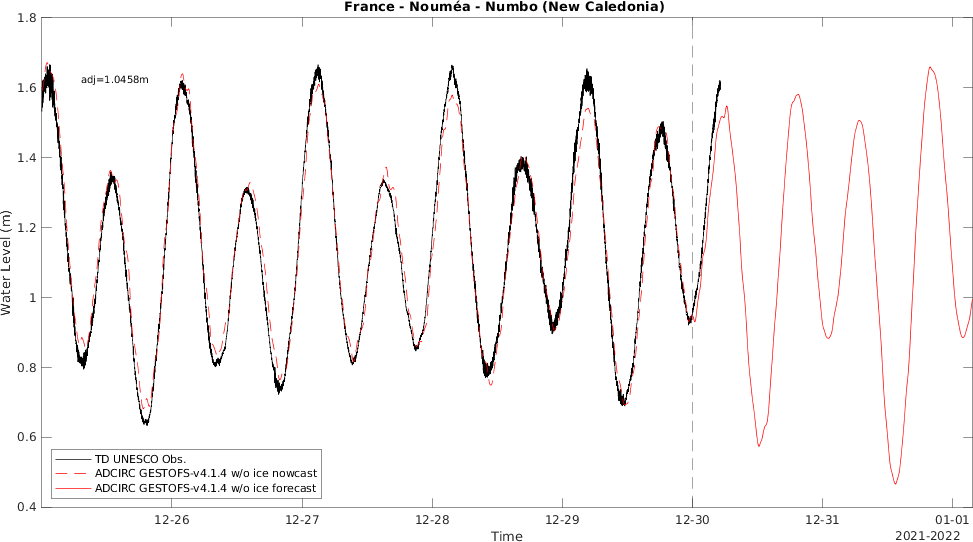 France - Nouméa - Numbo (New Caledonia)
1.8
1.6
1.4
1.2
1
0.8
0.6
0.4
Water Level (m)
adj=1.0458m
TD UNESCO Obs.
ADCIRC GESTOFS-v4.1.4 w/o ice nowcast
ADCIRC GESTOFS-v4.1.4 w/o ice forecast
12-26
12-27
12-28
12-29
12-30
12-31
01-01
Time
2021-2022